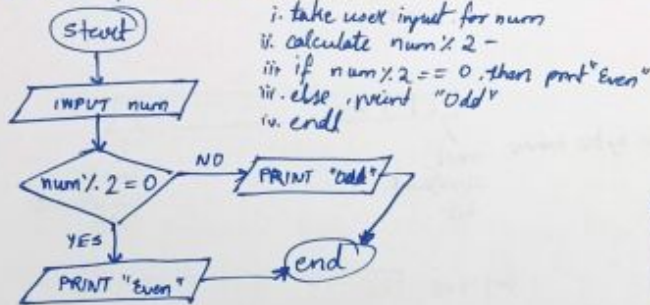 start
i. take user input for num
ii. calculate num % 2 -
iii. if num % 2 == 0, then print "Even"
iii. else, print "Odd"
iv. end
INPUT num
num % 2 = 0
NO
PRINT "Odd"
YES
PRINT "Even"
end